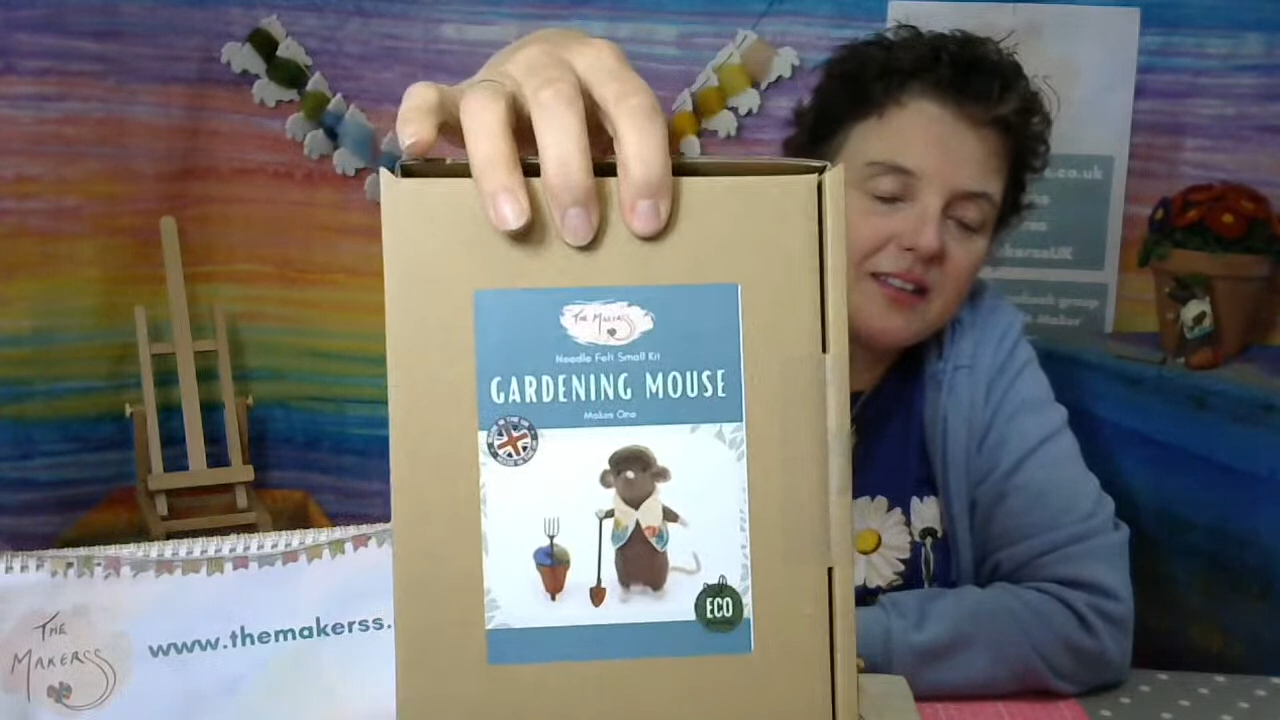 THE MAKERSS
Needle Felt Small Kit
GARDENING MOUSE
Makes One
ECO
THE
MAKERSS
www.themakerss.
.co.uk